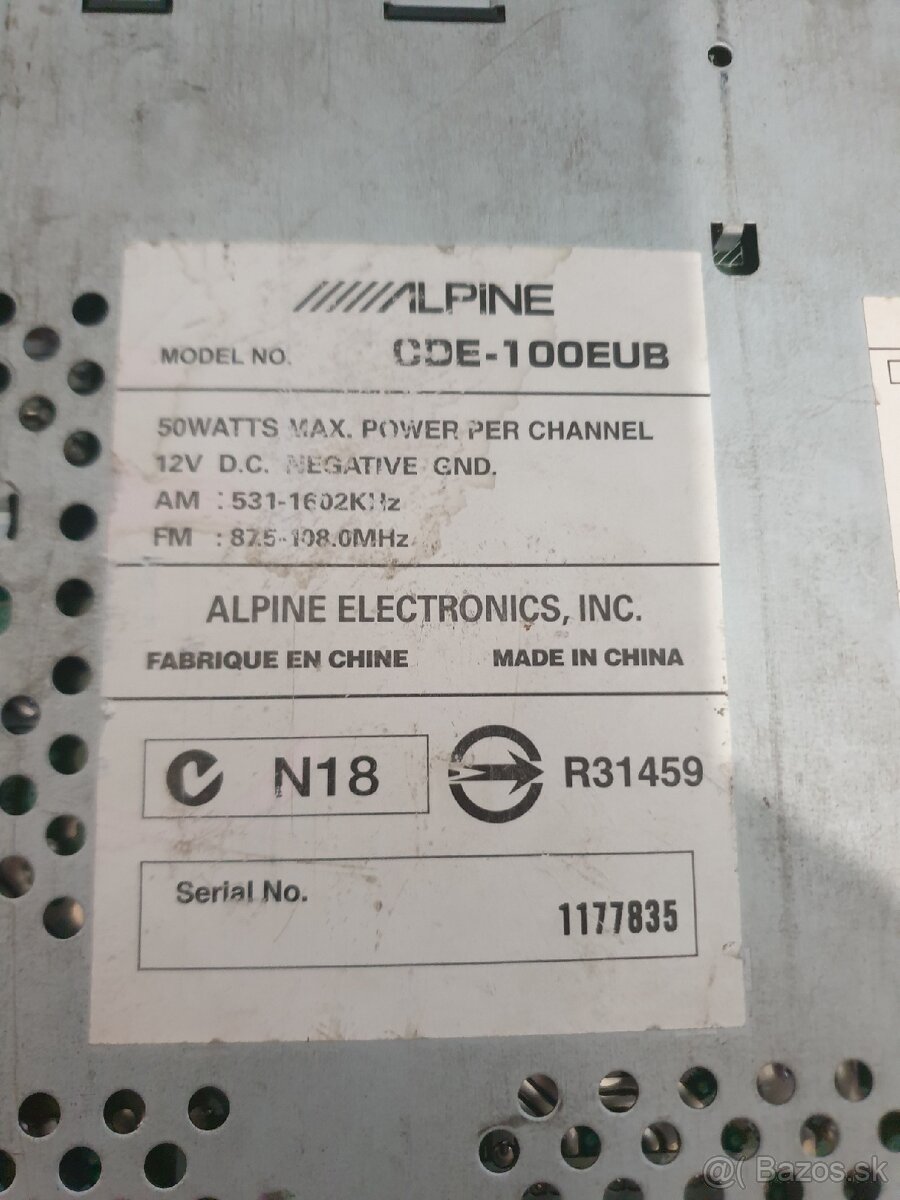 ALPINE
MODEL NO. CDE-100EUB
50WATTS MAX. POWER PER CHANNEL
12V D.C. NEGATIVE GND.
AM : 531-1602KHz
FM : 87.5-108.0MHz
ALPINE ELECTRONICS, INC.
FABRIQUE EN CHINE MADE IN CHINA
N18 R31459
Serial No.
1177835
@( Bazos.sk